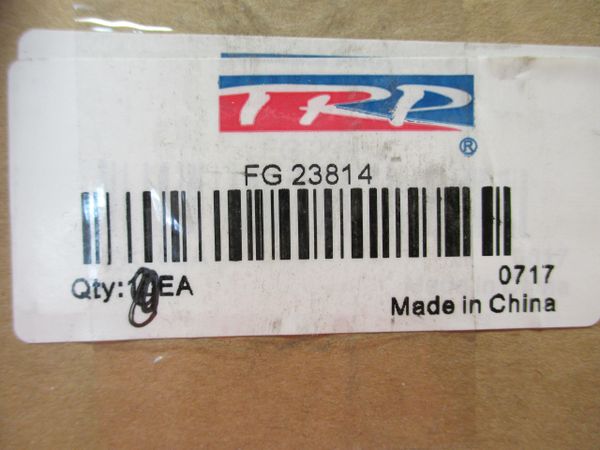 TRP
®
FG 23814
Qty: EA
0717
Made in China